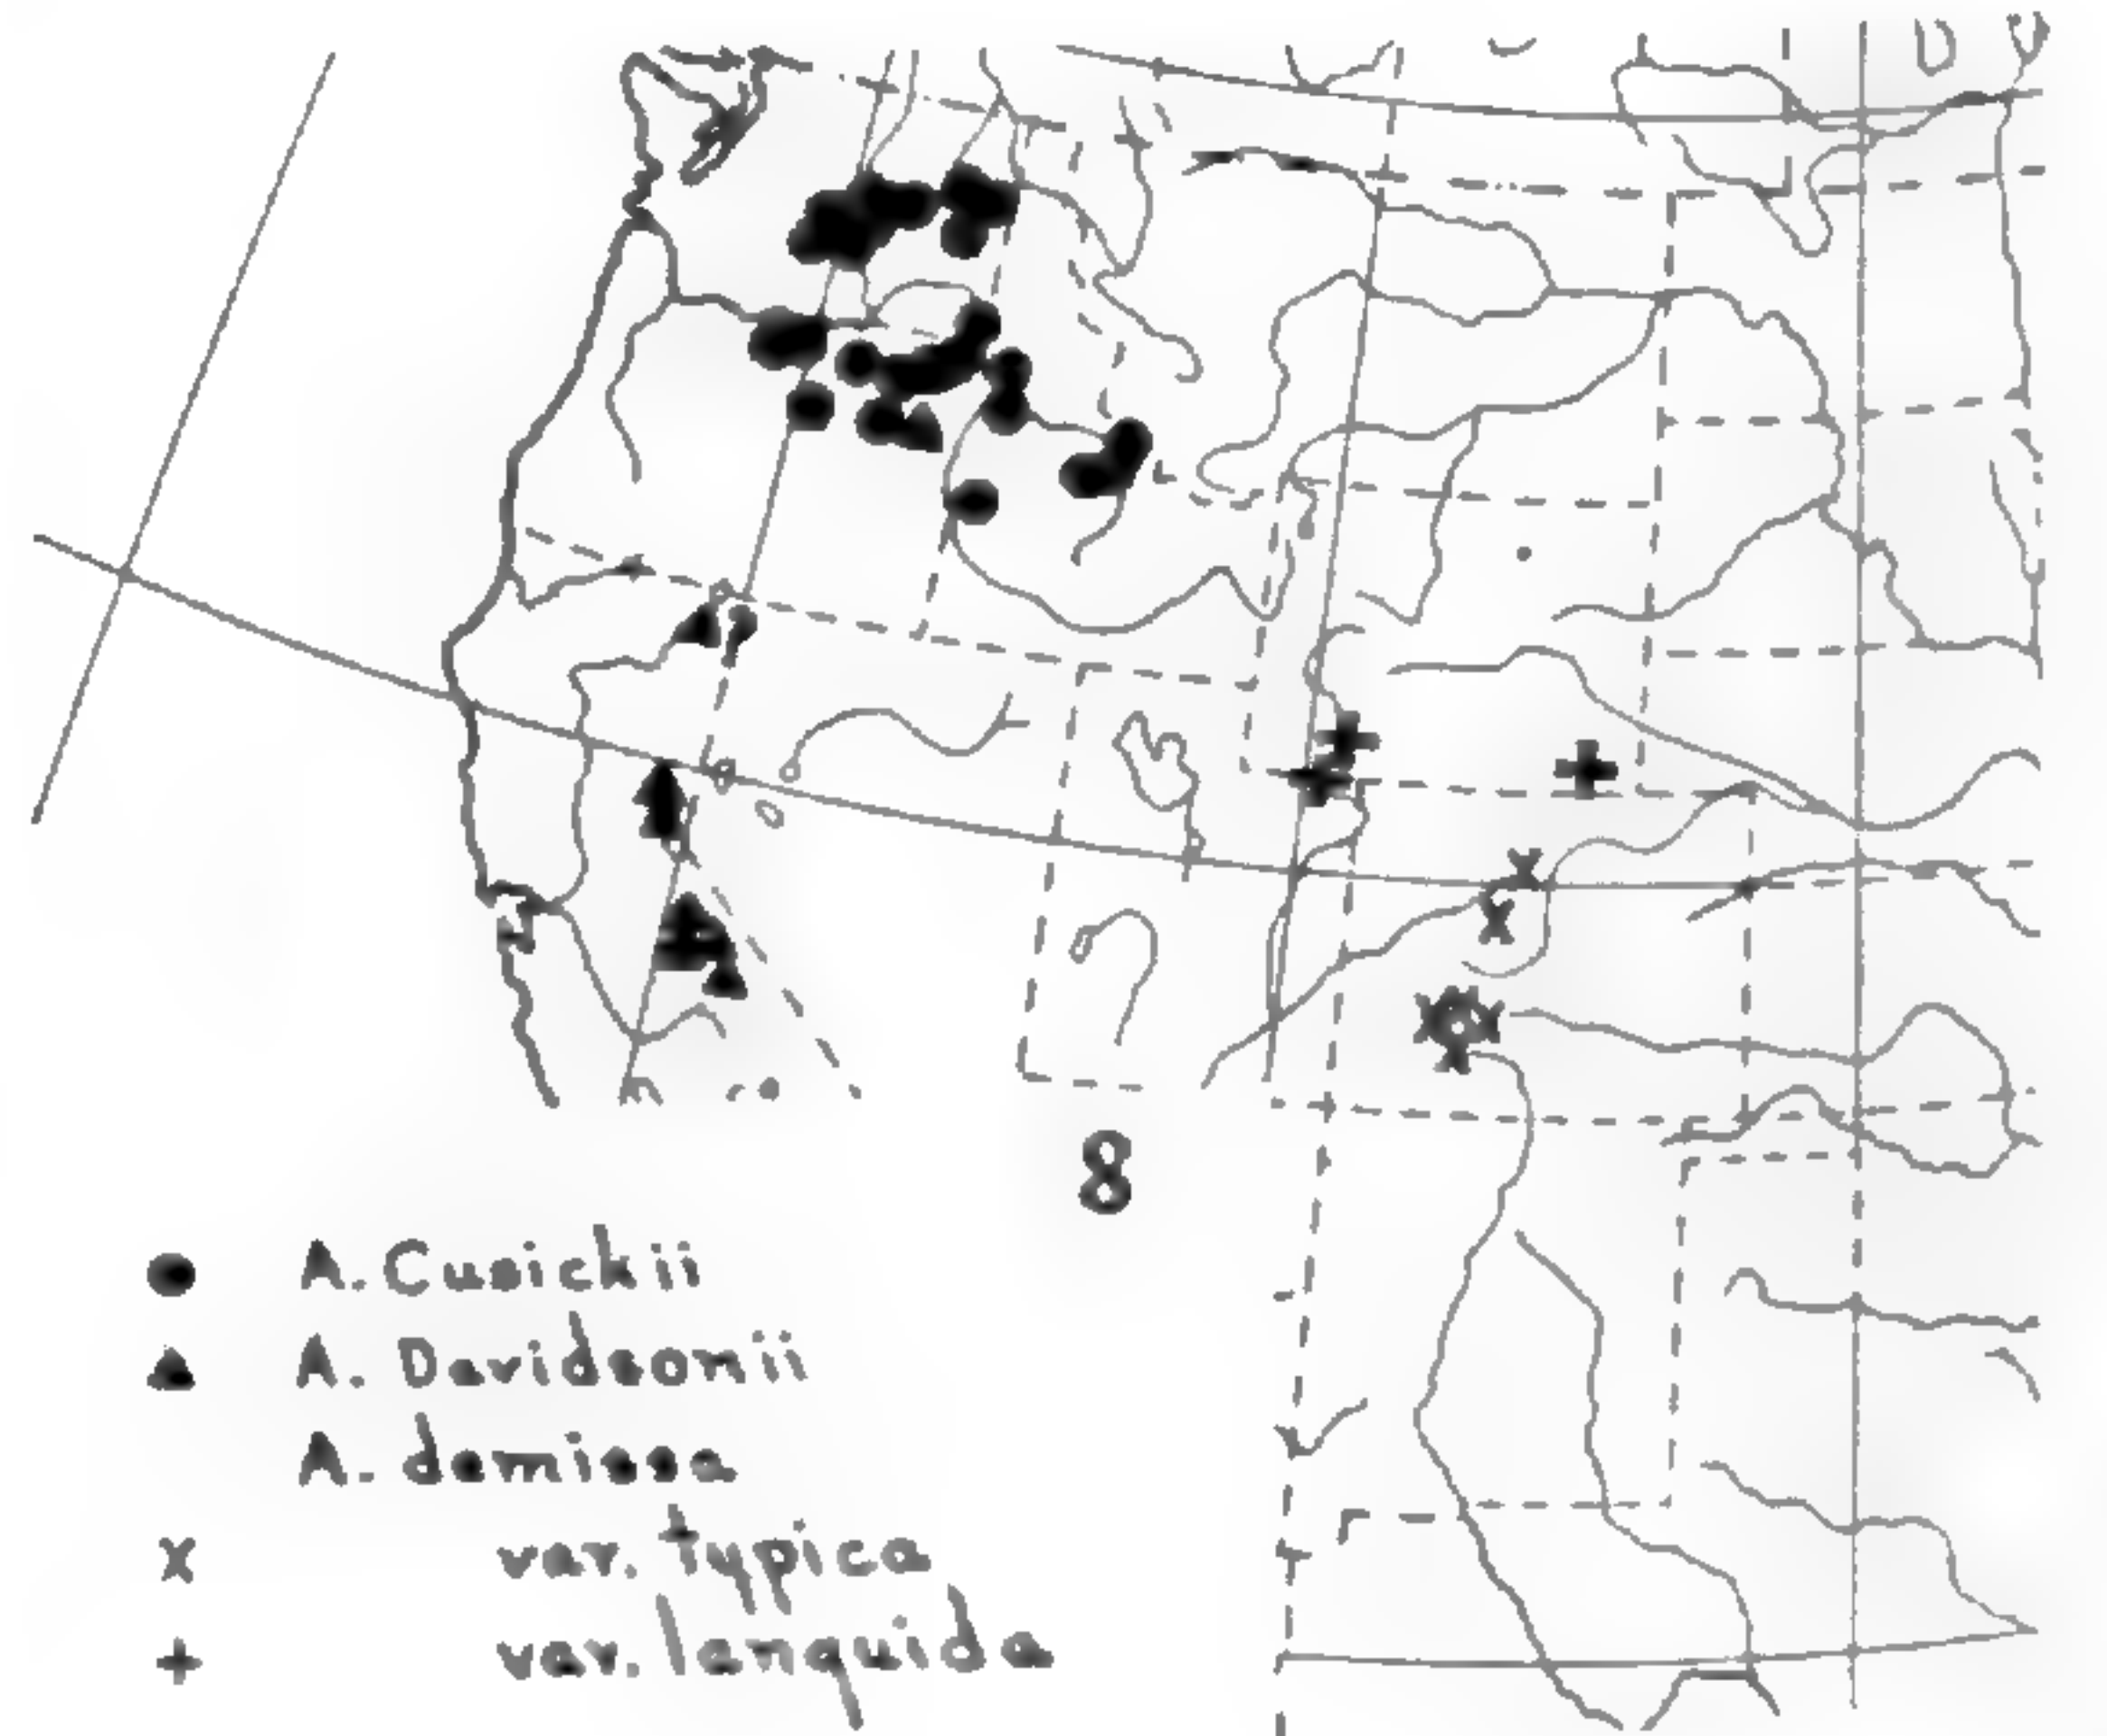 8
A. Cusickii
A. Davidsonii
A. demissa
x var. typica
+ var. languida